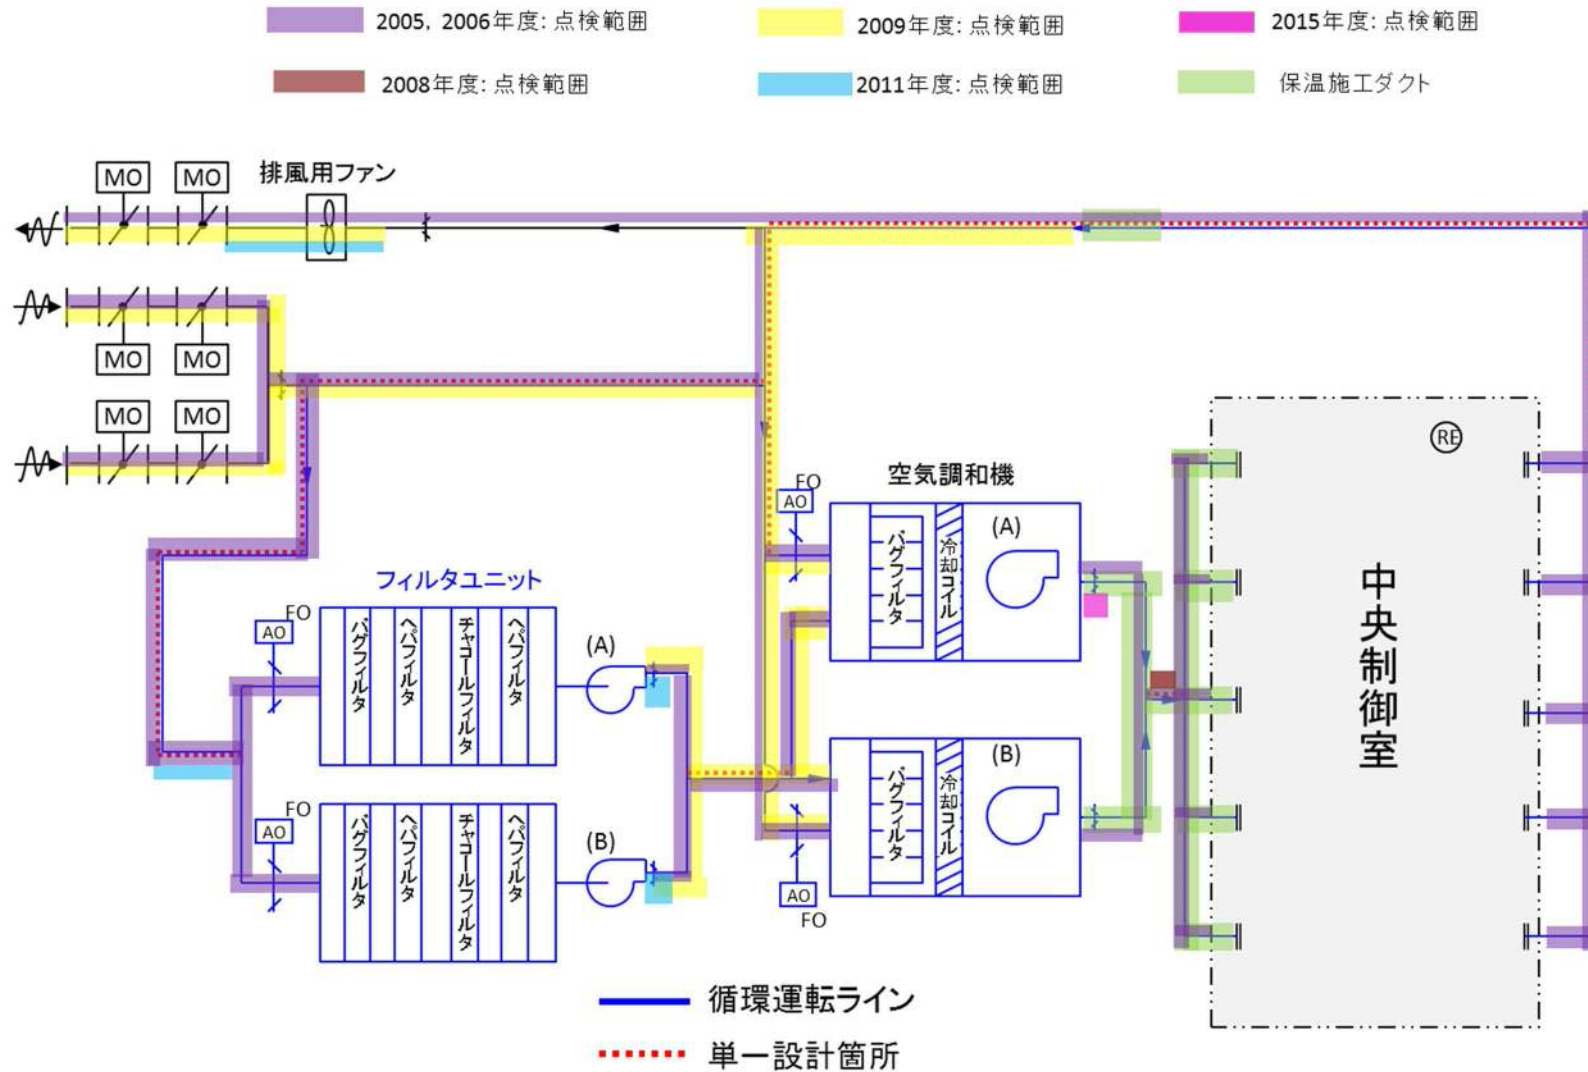 2005, 2006年度: 点検範囲
2009年度: 点検範囲
2015年度: 点検範囲
2008年度: 点検範囲
2011年度: 点検範囲
保温施工ダクト
MO
MO
排風用ファン
MO
MO
MO
MO
RE
空気調和機
FO
AO
バグフィルタ
冷却コイル
(A)
中央制御室
フィルタユニット
FO
AO
バグフィルタ
ヘパフィルタ
チャコールフィルタ
ヘパフィルタ
(A)
(B)
バグフィルタ
冷却コイル
FO
AO
バグフィルタ
ヘパフィルタ
チャコールフィルタ
ヘパフィルタ
(B)
AO
FO
循環運転ライン
単一設計箇所